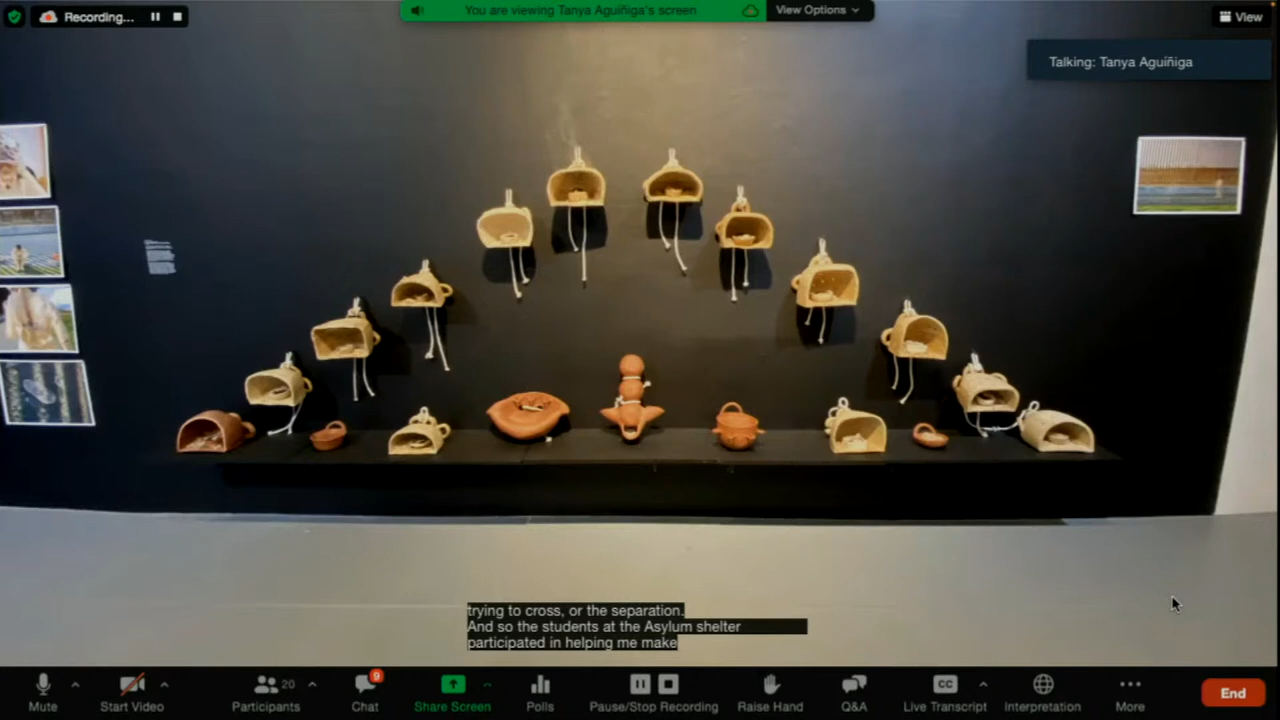 Recording...
You are viewing Tanya Aguiñiga's screen
View Options
View
Talking: Tanya Aguiñiga
trying to cross, or the separation.
And so the students at the Asylum shelter
participated in helping me make
Mute
Start Video
Participants
20
Chat
9
Share Screen
Polls
Pause/Stop Recording
Raise Hand
Q&A
CC
Live Transcript
Interpretation
More
End